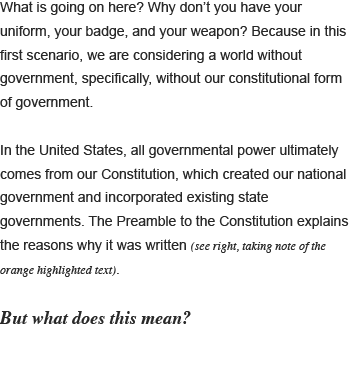 What is going on here? Why don’t you have your
uniform, your badge, and your weapon? Because in this
first scenario, we are considering a world without
government, specifically, without our constitutional form
of government.
In the United States, all governmental power ultimately
comes from our Constitution, which created our national
government and incorporated existing state
governments. The Preamble to the Constitution explains
the reasons why it was written (see right, taking note of the
orange highlighted text).
But what does this mean?